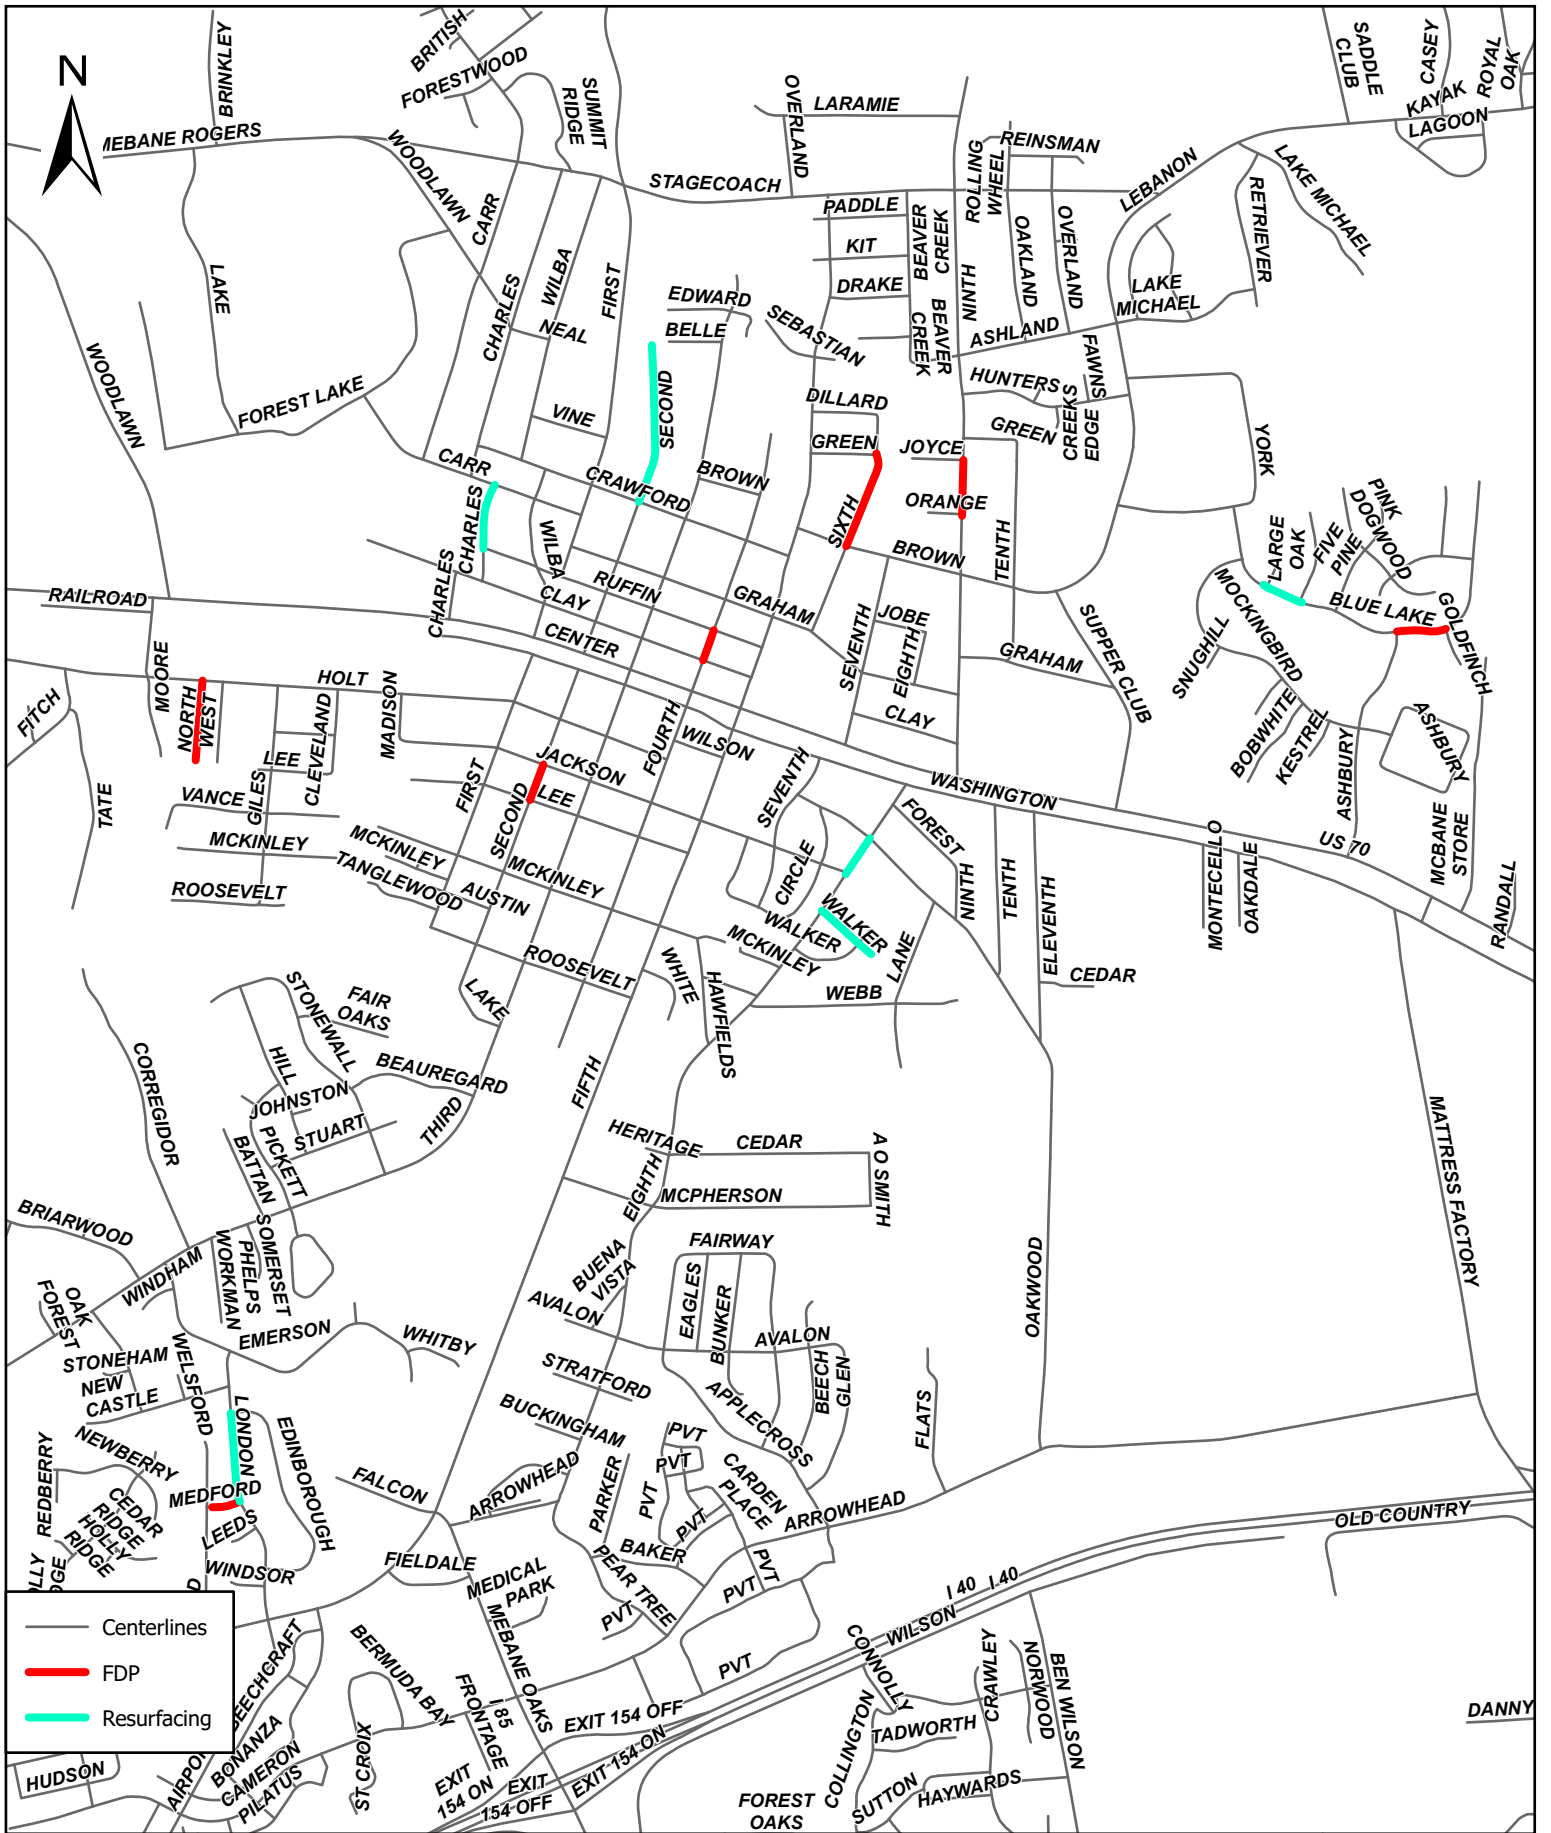 N
BRINKLEY
BRITISH
FORESTWOOD
SUMMIT
RIDGE
OVERLAND
LARAMIE
REINSMAN
ROLLING
WHEEL
SADDLE
CLUB
CASEY
ROYAL
OAK
KAYAK
LAGOON
MEBANE ROGERS
WOODLAWN
STAGECOACH
LEBANON
LAKE MICHAEL
RETRIEVER
CARR
PADDLE
KIT
DRAKE
BEAVER
CREEK
CREEK
BEAVER
NINTH
OAKLAND
OVERLAND
LAKE
MICHAEL
LAKE
CHARLES
WILBA
FIRST
NEAL
EDWARD
BELLE
SEBASTIAN
ASHLAND
FAWNS
WOODLAWN
FOREST LAKE
VINE
SECOND
DILLARD
HUNTERS
GREEN
CREEKS
EDGE
GREEN
JOYCE
YORK
CARR
CRAWFORD
BROWN
ORANGE
SIXTH
CHARLES
CHARLES
WILBA
BROWN
TENTH
LARGE
OAK
FIVE
PINE
PINK
DOGWOOD
RAILROAD
RUFFIN
CLAY
CENTER
GRAHAM
SEVENTH
JOBE
EIGHTH
GRAHAM
SUPPER CLUB
MOCKINGBIRD
SNUGHILL
BLUE LAKE
GOLDFINCH
MOORE
HOLT
NORTH
WEST
MADISON
CLEVELAND
FITCH
FOURTH
WILSON
CLAY
BOBWHITE
KESTREL
ASHBURY
ASHBURY
TATE
LEE
GILES
VANCE
MCKINLEY
ROOSEVELT
FIRST
JACKSON
LEE
SECOND
SEVENTH
WASHINGTON
FOREST
US 70
MCBANE
STORE
MONTECELLO
OAKDALE
RANDALL
MCKINLEY
TANGLEWOOD
AUSTIN
MCKINLEY
CIRCLE
WALKER
WALKER
MCKINLEY
NINTH
TENTH
ELEVENTH
ROOSEVELT
WHITE
HAWFIELDS
LANE
WEBB
CEDAR
LAKE
STONEWALL
FAIR
OAKS
CORREGIDOR
HILL
BEAUREGARD
JOHNSTON
STUART
PICKETT
BATTAN
THIRD
FIFTH
HERITAGE
CEDAR
A O SMITH
EIGHTH
MCPHERSON
MATTRESS FACTORY
BRIARWOOD
WINDHAM
SOMERSET
PHELPS
WORKMAN
BUENA
VISTA
FAIRWAY
EAGLES
BUNKER
OAKWOOD
OAK
FOREST
EMERSON
WHITBY
AVALON
AVALON
STONEHAM
NEW
CASTLE
WELSFORD
STRATFORD
BEECH
GLEN
APPLECROSS
FLATS
LONDON
EDINBOROUGH
BUCKINGHAM
NEWBERRY
REDBERRY
MEDFORD
LEEDS
CEDAR
RIDGE
HOLLY
RIDGE
WINDSOR
FALCON
ARROWHEAD
PARKER
PVT
PVT
PVT
PVT
CARDEN
PLACE
ARROWHEAD
OLD COUNTRY
FIELDALE
BAKER
PEAR TREE
PVT
PVT
PVT
PVT
MEDICAL
PARK
MEBANE OAKS
I 40
I 40
WILSON
OLLY
DGE
D
Centerlines
FDP
Resurfacing
BEECHCRAFT
BERMUDA BAY
FRONTAGE
I 85
EXIT 154 OFF
EXIT 154 ON
CONNOLLY
CRAWLEY
NORWOOD
BEN WILSON
DANNY
COLLINGTON
TADWORTH
HUDSON
AIRPOR
BONANZA
CAMERON
PILATUS
ST CROIX
EXIT
154 ON
EXIT
154 OFF
FOREST
OAKS
SUTTON
HAYWARDS